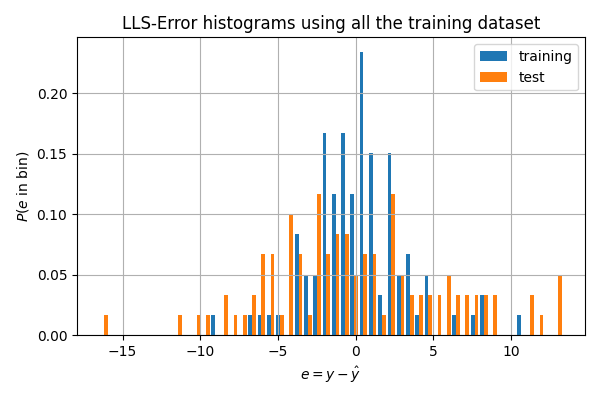 LLS-Error histograms using all the training dataset
training
test
0.20
0.15
0.10
0.05
0.00
P(e in bin)
−15 −10 −5 0 5 10
e = y − ŷ